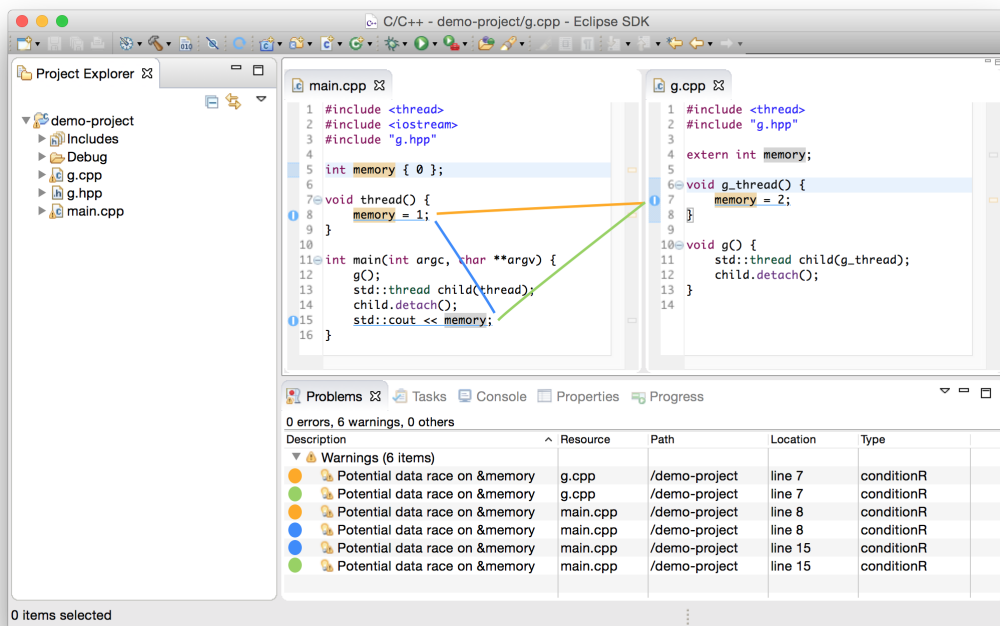 C/C++ - demo-project/g.cpp - Eclipse SDK
010
Project Explorer
demo-project
Includes
Debug
g.cpp
g.hpp
main.cpp
main.cpp
1 #include <thread>
2 #include <iostream>
3 #include "g.hpp"
4
5 int memory { 0 };
6
7 void thread() {
8 memory = 1;
9 }
10
11 int main(int argc, char **argv) {
12 g();
13 std::thread child(thread);
14 child.detach();
15 std::cout << memory;
16 }
g.cpp
1 #include <thread>
2 #include "g.hpp"
3
4 extern int memory;
5
6 void g_thread() {
7 memory = 2;
8 }
9
10 void g() {
11 std::thread child(g_thread);
12 child.detach();
13 }
14
Problems Tasks Console Properties Progress
0 errors, 6 warnings, 0 others
Description Resource Path Location Type
Warnings (6 items)
Potential data race on &memory g.cpp /demo-project line 7 conditionR
Potential data race on &memory g.cpp /demo-project line 7 conditionR
Potential data race on &memory main.cpp /demo-project line 8 conditionR
Potential data race on &memory main.cpp /demo-project line 8 conditionR
Potential data race on &memory main.cpp /demo-project line 15 conditionR
Potential data race on &memory main.cpp /demo-project line 15 conditionR
0 items selected